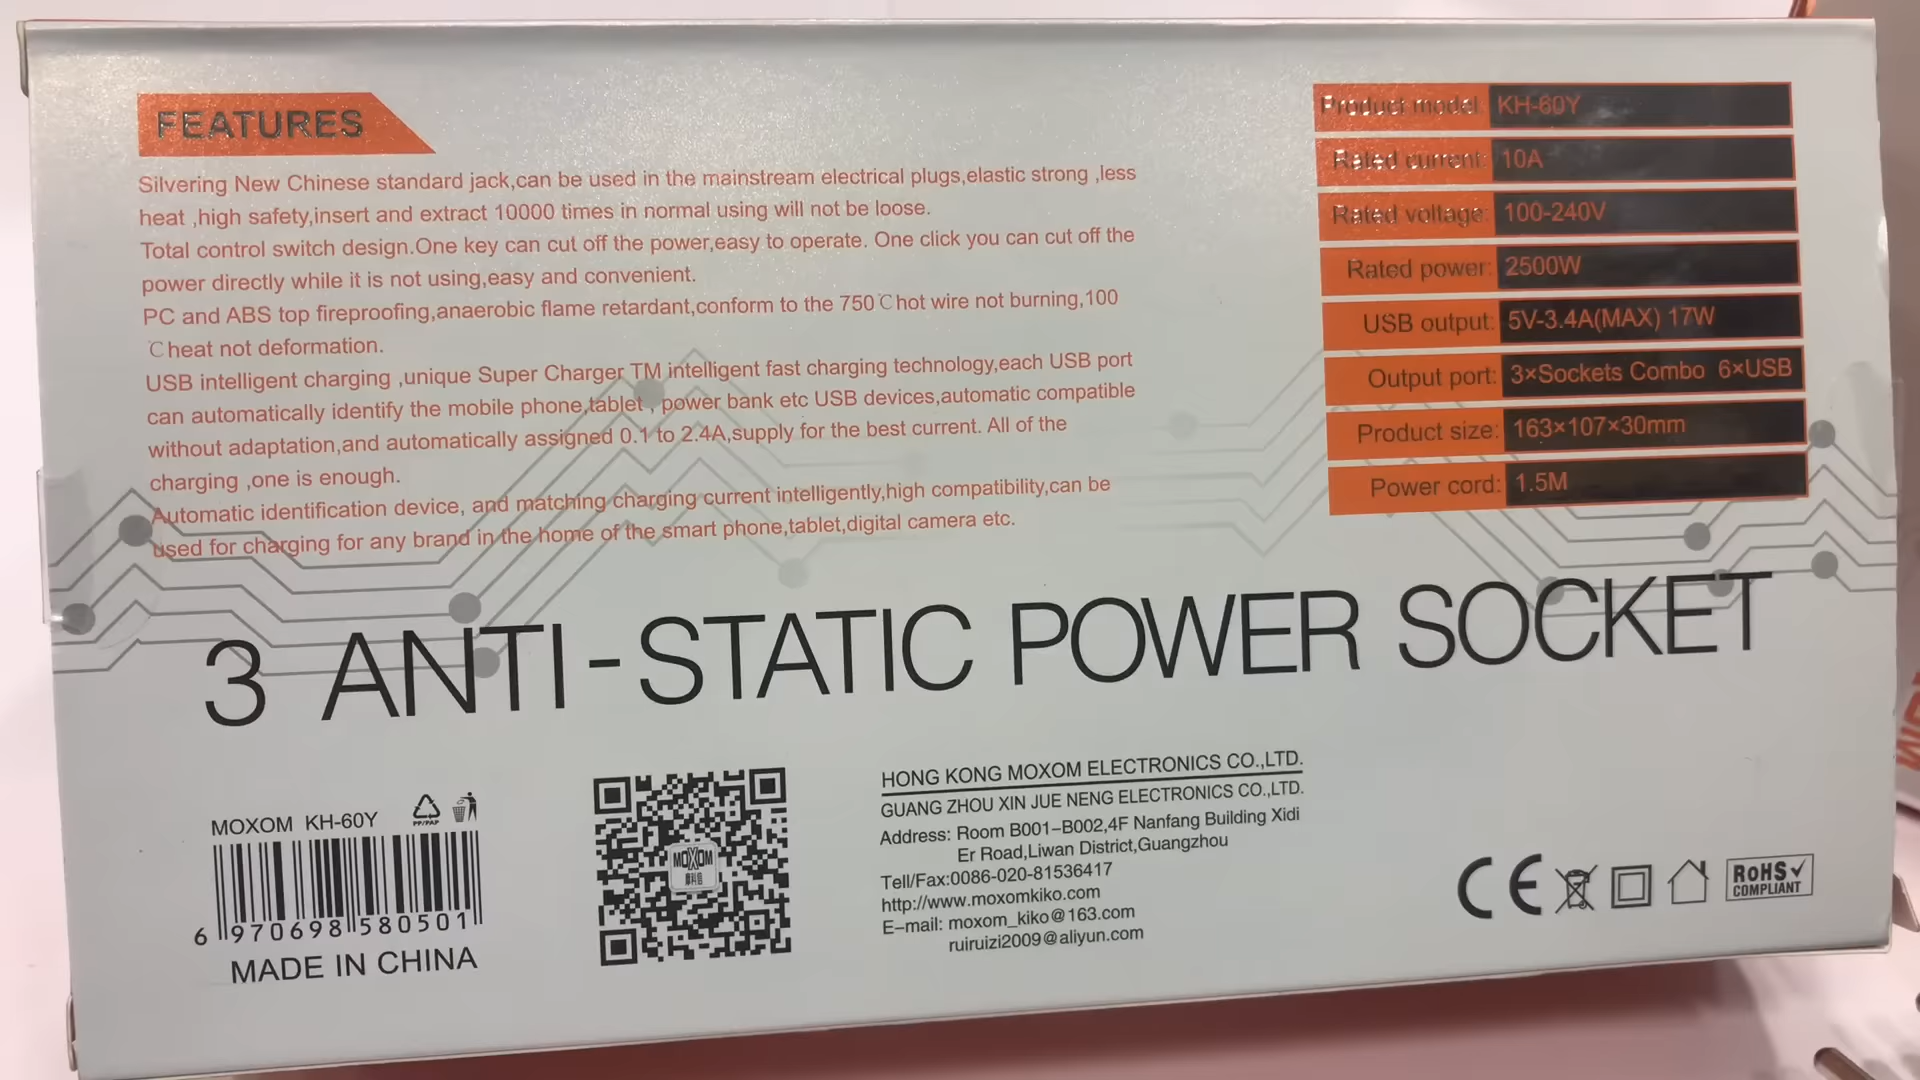 FEATURES
Silvering New Chinese standard jack,can be used in the mainstream electrical plugs,elastic strong ,less
heat ,high safety,insert and extract 10000 times in normal using will not be loose.
Total control switch design.One key can cut off the power,easy to operate. One click you can cut off the
power directly while it is not using,easy and convenient.
PC and ABS top fireproofing,anaerobic flame retardant,conform to the 750℃hot wire not burning,100
℃heat not deformation.
USB intelligent charging ,unique Super Charger TM intelligent fast charging technology,each USB port
can automatically identify the mobile phone,tablet , power bank etc USB devices,automatic compatible
without adaptation,and automatically assigned 0.1 to 2.4A,supply for the best current. All of the
charging ,one is enough.
Automatic identification device, and matching charging current intelligently,high compatibility,can be
used for charging for any brand in the home of the smart phone,tablet,digital camera etc.
Product model: KH-60Y
Rated current: 10A
Rated voltage: 100-240V
Rated power: 2500W
USB output: 5V-3.4A(MAX) 17W
Output port: 3×Sockets Combo 6×USB
Product size: 163×107×30mm
Power cord: 1.5M
3 ANTI-STATIC POWER SOCKET
MOXOM KH-60Y
PP/PAP
6 970698 580501
MADE IN CHINA
MOXOM
摩科信
HONG KONG MOXOM ELECTRONICS CO.,LTD.
GUANG ZHOU XIN JUE NENG ELECTRONICS CO.,LTD.
Address: Room B001-B002,4F Nanfang Building Xidi
Er Road,Liwan District,Guangzhou
Tell/Fax:0086-020-81536417
http://www.moxomkiko.com
E-mail: moxom_kiko@163.com
ruiruizi2009@aliyun.com
CE
RoHS
COMPLIANT